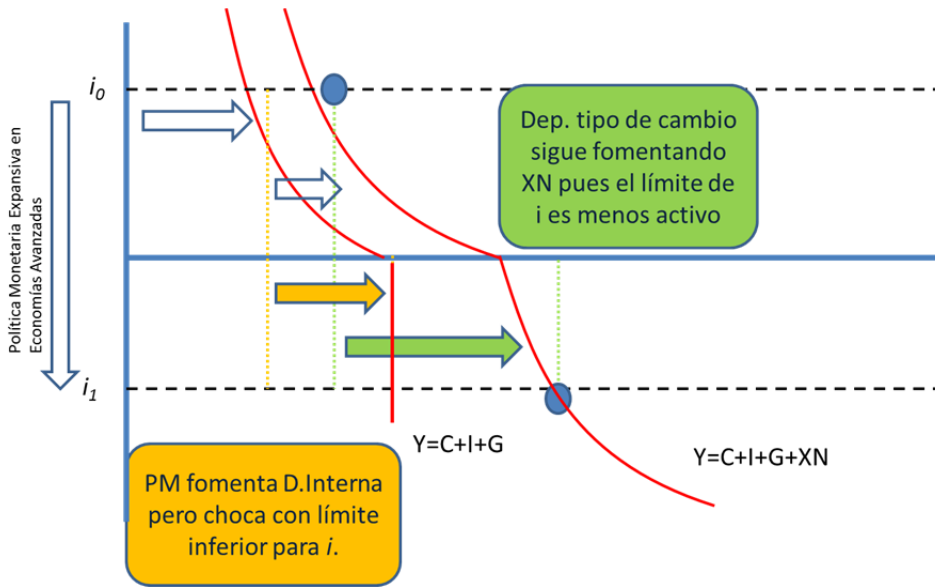 i0
Política Monetaria Expansiva en
Economías Avanzadas
Dep. tipo de cambio
sigue fomentando
XN pues el límite de
i es menos activo
i1
Y=C+I+G
Y=C+I+G+XN
PM fomenta D.Interna
pero choca con límite
inferior para i.